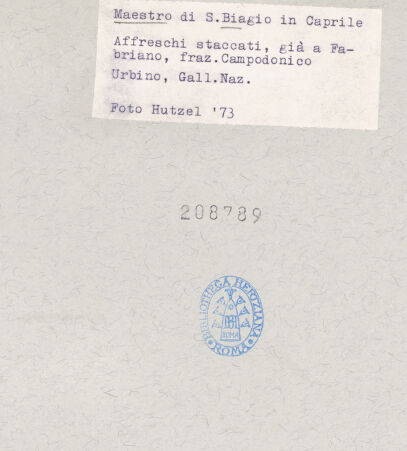 Maestro di S.Biagio in Caprile
Affreschi staccati, già a Fa-
briano, fraz.Campodonico
Urbino, Gall.Naz.
Foto Hutzel '73
208789
BIBLIOTHECA HERTZIANA
ROMA